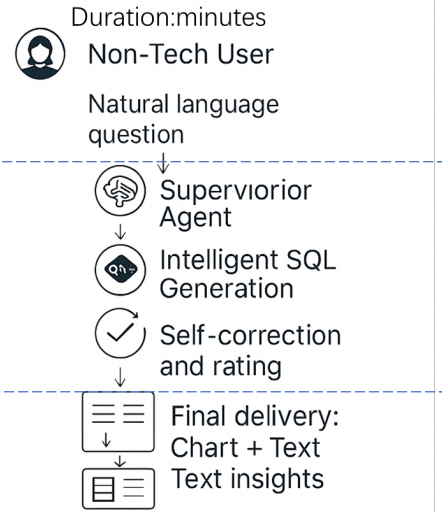 Duration:minutes
Non-Tech User
Natural language
question
Supervıorior
Agent
Intelligent SQL
Generation
Self-correction
and rating
Final delivery:
Chart + Text
Text insights